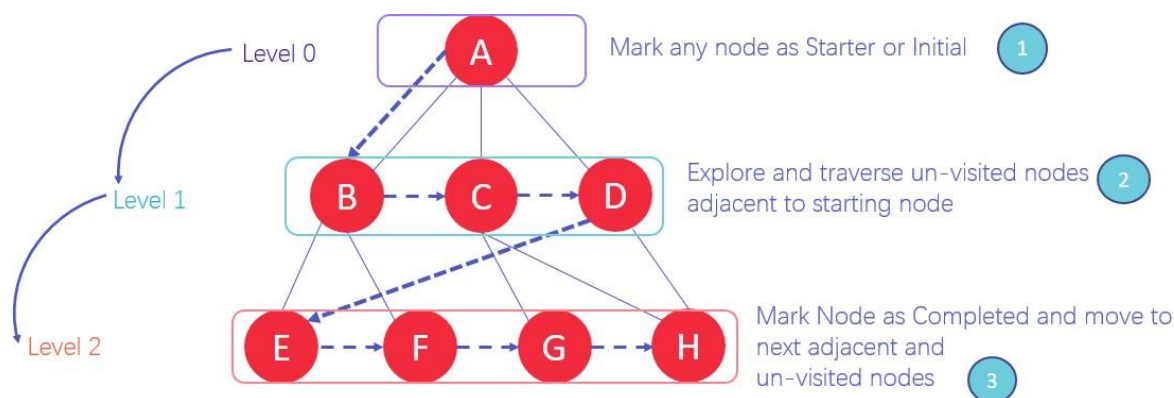 Level 0
A
Mark any node as Starter or Initial
1
Level 1
B
C
D
Explore and traverse un-visited nodes
adjacent to starting node
2
Level 2
E
F
G
H
Mark Node as Completed and move to
next adjacent and
un-visited nodes
3